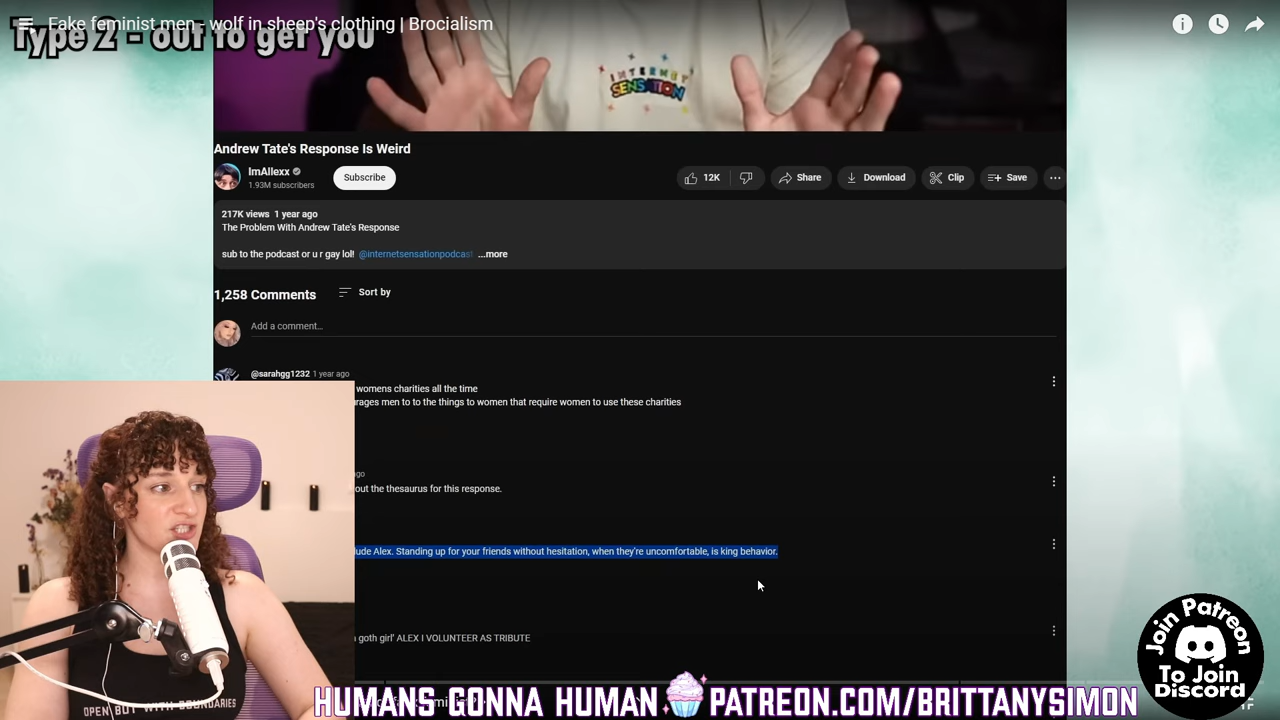 Fake feminist men - wolf in sheep's clothing | Brocialism
Type 2 - out to get you
INTERNET
SENSATION
Andrew Tate's Response Is Weird
ImAllexx
1.93M subscribers
Subscribe
12K
Share
Download
Clip
Save
217K views 1 year ago
The Problem With Andrew Tate's Response
sub to the podcast or u r gay lol! @internetsensationpodcast ...more
1,258 Comments
Sort by
Add a comment...
@sarahgg1232 1 year ago
womens charities all the time
urages men to to the things to women that require women to use these charities
ago
out the thesaurus for this response.
ude Alex. Standing up for your friends without hesitation, when they're uncomfortable, is king behavior.
goth girl' ALEX I VOLUNTEER AS TRIBUTE
OPEN BUT WITH BOUNDARIES
HUMANS GONNA HUMAN PATREON.COM/BRITTANYSIMON
Join Patreon
To Join
Discord